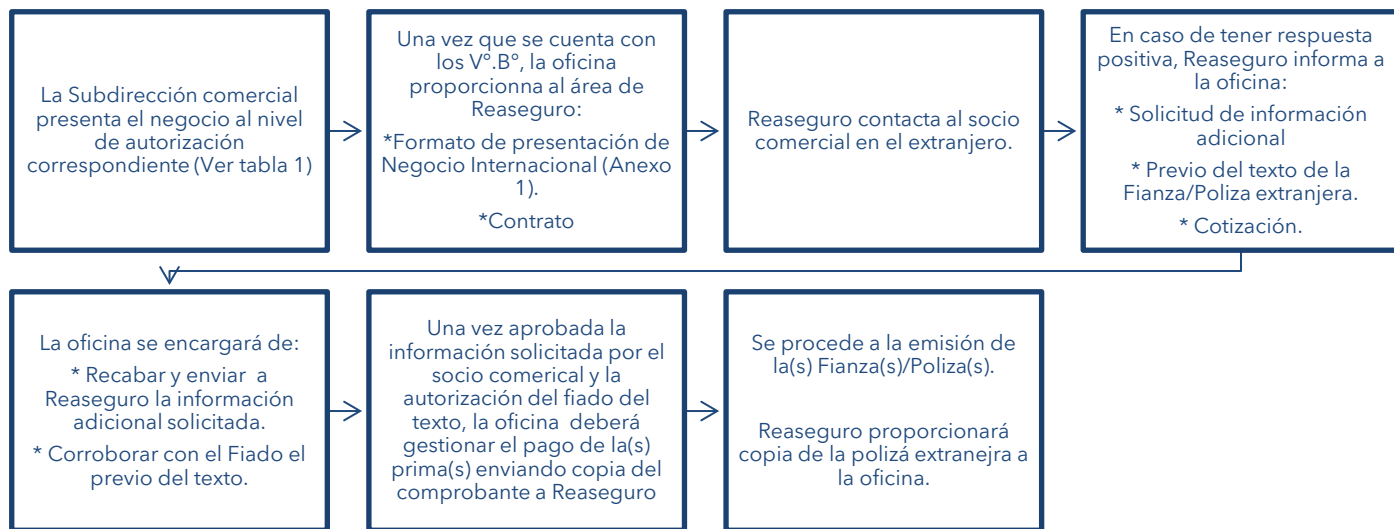 La Subdirección comercial
presenta el negocio al nivel
de autorización
correspondiente (Ver tabla 1)
Una vez que se cuenta con
los V°.B°, la oficina
proporcionna al área de
Reaseguro:
*Formato de presentación de
Negocio Internacional (Anexo
1).
*Contrato
Reaseguro contacta al socio
comercial en el extranjero.
En caso de tener respuesta
positiva, Reaseguro informa a
la oficina:
* Solicitud de información
adicional
* Previo del texto de la
Fianza/Poliza extranjera.
* Cotización.
La oficina se encargará de:
* Recabar y enviar a
Reaseguro la información
adicional solicitada.
* Corroborar con el Fiado el
previo del texto.
Una vez aprobada la
información solicitada por el
socio comerical y la
autorización del fiado del
texto, la oficina deberá
gestionar el pago de la(s)
prima(s) enviando copia del
comprobante a Reaseguro
Se procede a la emisión de
la(s) Fianza(s)/Poliza(s).
Reaseguro proporcionará
copia de la polizá extranejra a
la oficina.